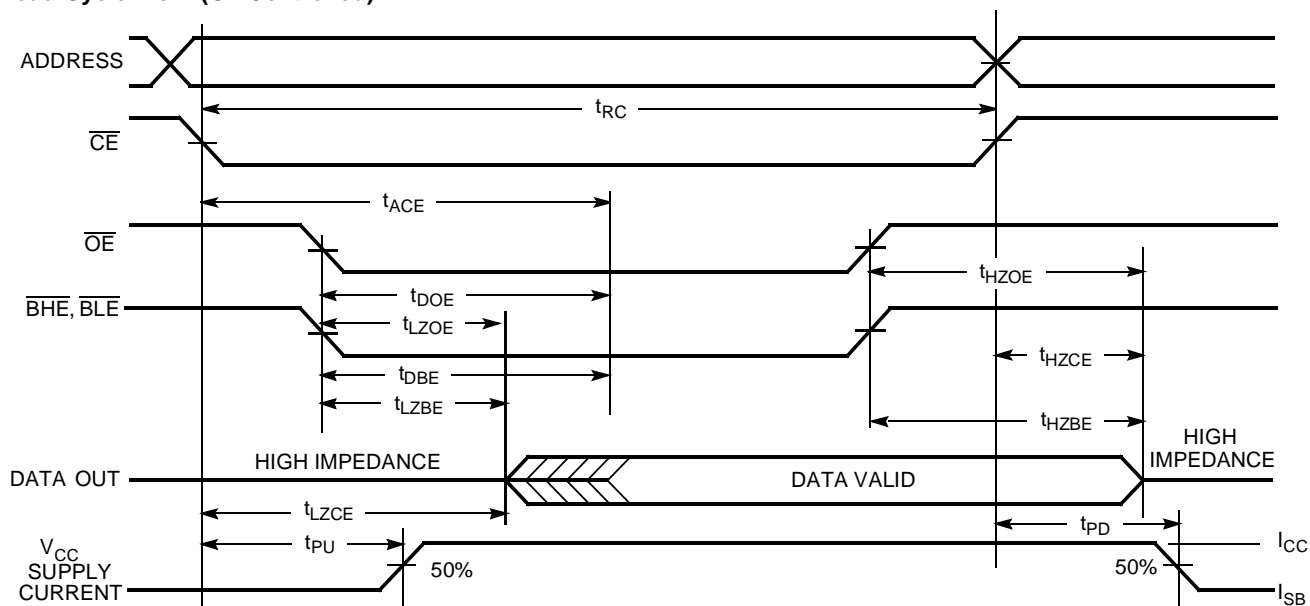 ADDRESS
tRC
CE
tACE
OE
tHZOE
tDOE
BHE, BLE
tLZOE
tHZCE
tDBE
tLZBE
tHZBE
HIGH IMPEDANCE
HIGH
IMPEDANCE
DATA OUT
DATA VALID
tLZCE
tPU
tPD
VCC
SUPPLY
CURRENT
50%
50%
ICC
ISB